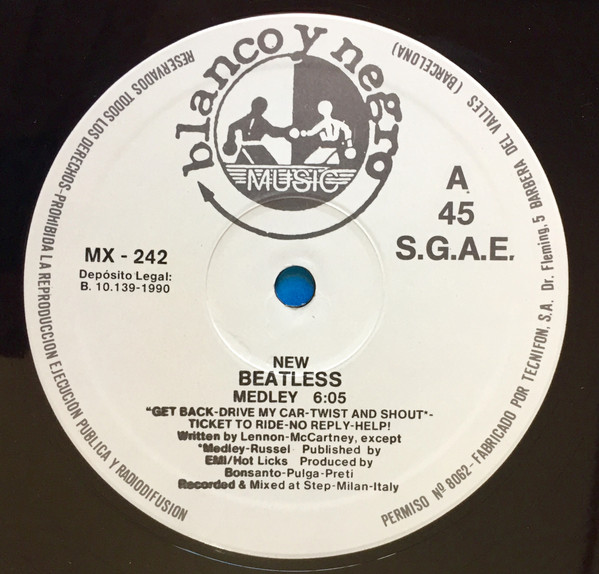 blanco y negro
MUSIC
A
45
S.G.A.E.
MX - 242
Depósito Legal:
B. 10.139-1990
NEW
BEATLESS
MEDLEY 6:05
"GET BACK-DRIVE MY CAR-TWIST AND SHOUT*-
TICKET TO RIDE-NO REPLY-HELP!
Written by Lennon-McCartney, except
*Medley-Russel Published by
EMI/Hot Licks Produced by
Bonsanto-Pulga-Preti
Recorded & Mixed at Step-Milan-Italy
RESERVADOS TODOS LOS DERECHOS-PROHIBIDA LA REPRODUCCION EJECUCION PUBLICA Y RADIODIFUSION
PERMISO Nº 8062-FABRICADO POR TECNIFON, S.A. Dr. Fleming, 5 BARBERA DEL VALLES (BARCELONA)